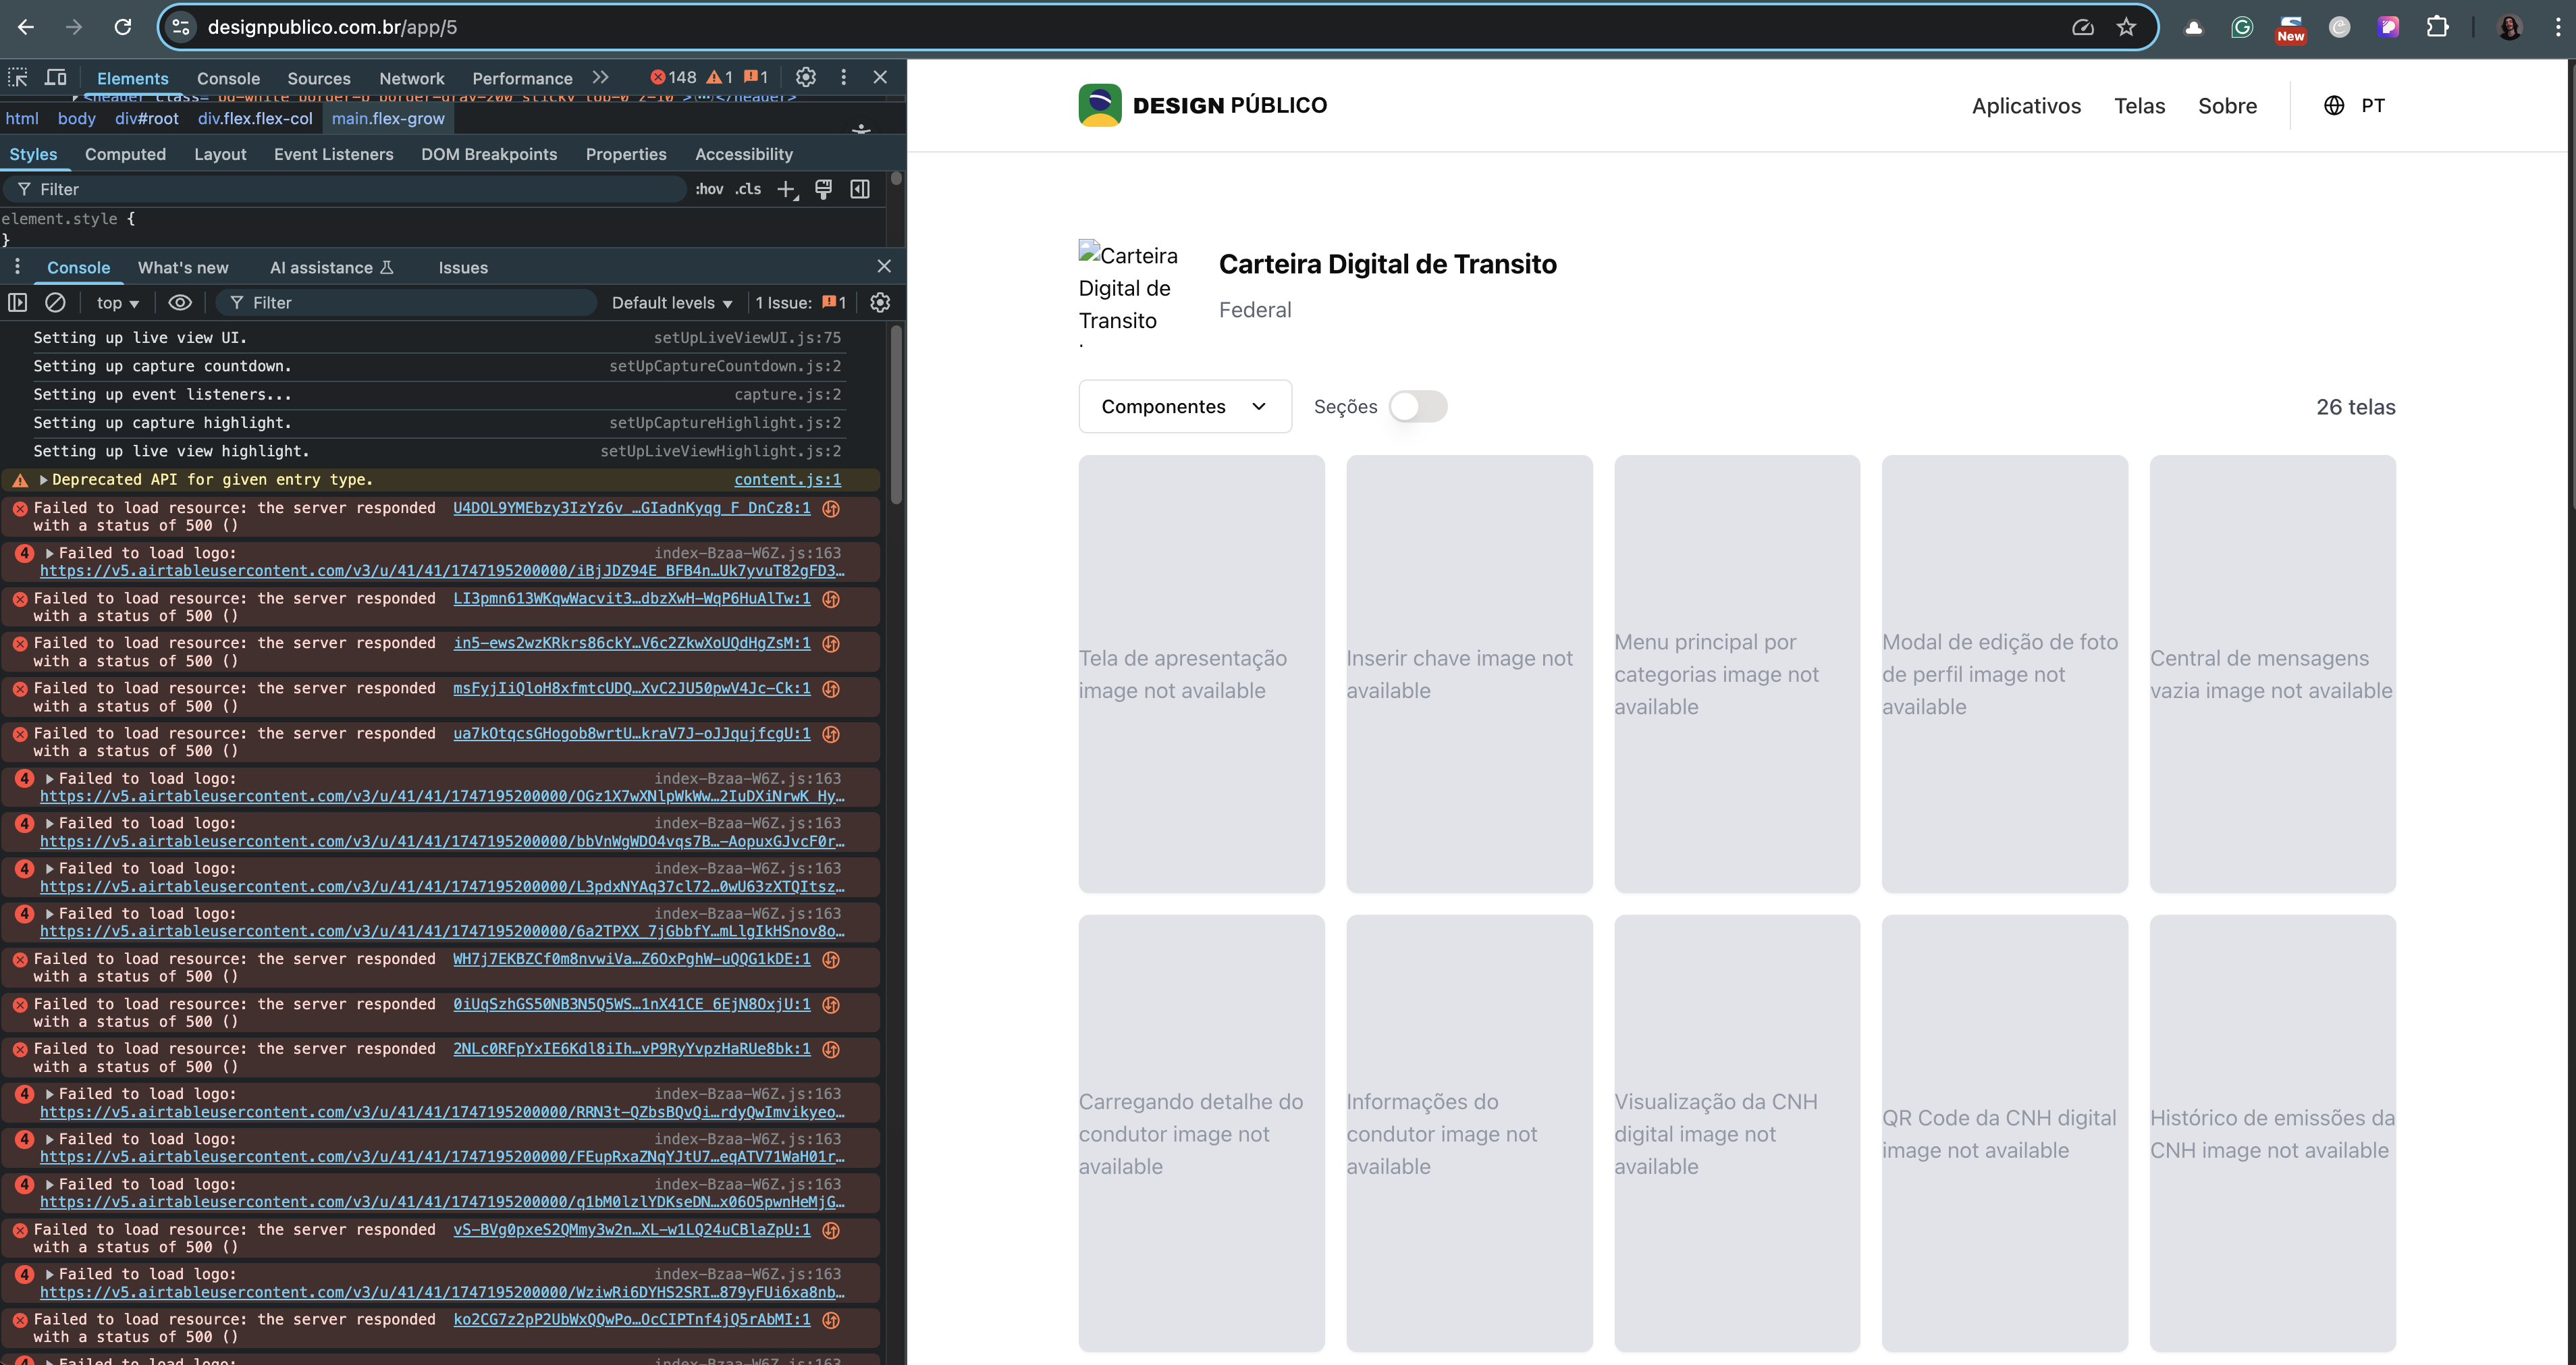 designpublico.com.br/app/5
New
Elements Console Sources Network Performance 148 1 1
html body div#root div.flex.flex-col main.flex-grow
Styles Computed Layout Event Listeners DOM Breakpoints Properties Accessibility
Filter :hov .cls
element.style {
}
Console What's new AI assistance Issues
top Filter Default levels 1 Issue: 1
Setting up live view UI. setUpLiveViewUI.js:75
Setting up capture countdown. setUpCaptureCountdown.js:2
Setting up event listeners... capture.js:2
Setting up capture highlight. setUpCaptureHighlight.js:2
Setting up live view highlight. setUpLiveViewHighlight.js:2
Deprecated API for given entry type. content.js:1
Failed to load resource: the server responded U4DOL9YMEbzy3IzYz6v_…GIadnKyqg_F_DnCz8:1
with a status of 500 ()
4 Failed to load logo: index-Bzaa-W6Z.js:163
https://v5.airtableusercontent.com/v3/u/41/41/1747195200000/iBjJDZ94E_BFB4n…Uk7yvuT82gFD3…
Failed to load resource: the server responded LI3pmn613WKqwWacvit3…dbzXwH-WqP6HuAlTw:1
with a status of 500 ()
Failed to load resource: the server responded in5-ews2wzKRkrs86ckY…V6c2ZkwXoUQdHgZsM:1
with a status of 500 ()
Failed to load resource: the server responded msFyjIiQloH8xfmtcUDQ…XvC2JU50pwV4Jc-Ck:1
with a status of 500 ()
Failed to load resource: the server responded ua7kOtqcsGHogob8wrtU…kraV7J-oJJqujfcgU:1
with a status of 500 ()
4 Failed to load logo: index-Bzaa-W6Z.js:163
https://v5.airtableusercontent.com/v3/u/41/41/1747195200000/OGz1X7wXNlpWkWw…2IuDXiNrwK_Hy…
4 Failed to load logo: index-Bzaa-W6Z.js:163
https://v5.airtableusercontent.com/v3/u/41/41/1747195200000/bbVnWgWDO4vqs7B…-AopuxGJvcF0r…
4 Failed to load logo: index-Bzaa-W6Z.js:163
https://v5.airtableusercontent.com/v3/u/41/41/1747195200000/L3pdxNYAq37cl72…0wU63zXTQItsz…
4 Failed to load logo: index-Bzaa-W6Z.js:163
https://v5.airtableusercontent.com/v3/u/41/41/1747195200000/6a2TPXX_7jGbbfY…mLlgIkHSnov8o…
Failed to load resource: the server responded WH7j7EKBZCf0m8nvwiVa…Z6OxPghW-uQQG1kDE:1
with a status of 500 ()
Failed to load resource: the server responded 0iUqSzhGS50NB3N5Q5WS…1nX41CE_6EjN8OxjU:1
with a status of 500 ()
Failed to load resource: the server responded 2NLc0RFpYxIE6Kdl8iIh…vP9RyYvpzHaRUe8bk:1
with a status of 500 ()
4 Failed to load logo: index-Bzaa-W6Z.js:163
https://v5.airtableusercontent.com/v3/u/41/41/1747195200000/RRN3t-QZbsBQvQi…rdyQwImvikyeo…
4 Failed to load logo: index-Bzaa-W6Z.js:163
https://v5.airtableusercontent.com/v3/u/41/41/1747195200000/FEupRxaZNqYJtU7…eqATV71WaH01r…
4 Failed to load logo: index-Bzaa-W6Z.js:163
https://v5.airtableusercontent.com/v3/u/41/41/1747195200000/q1bM0lzlYDKseDN…x06O5pwnHeMjG…
Failed to load resource: the server responded vS-BVg0pxeS2QMmy3w2n…XL-w1LQ24uCBlaZpU:1
with a status of 500 ()
4 Failed to load logo: index-Bzaa-W6Z.js:163
https://v5.airtableusercontent.com/v3/u/41/41/1747195200000/WziwRi6DYHS2SRI…879yFUi6xa8nb…
Failed to load resource: the server responded ko2CG7z2pP2UbWxQQwPo…OcCIPTnf4jQ5rAbMI:1
with a status of 500 ()
DESIGN PÚBLICO
Aplicativos Telas Sobre PT
Carteira
Digital de
Transito
Carteira Digital de Transito
Federal
Componentes Seções 26 telas
Tela de apresentação
image not available
Inserir chave image not
available
Menu principal por
categorias image not
available
Modal de edição de foto
de perfil image not
available
Central de mensagens
vazia image not available
Carregando detalhe do
condutor image not
available
Informações do
condutor image not
available
Visualização da CNH
digital image not
available
QR Code da CNH digital
image not available
Histórico de emissões da
CNH image not available